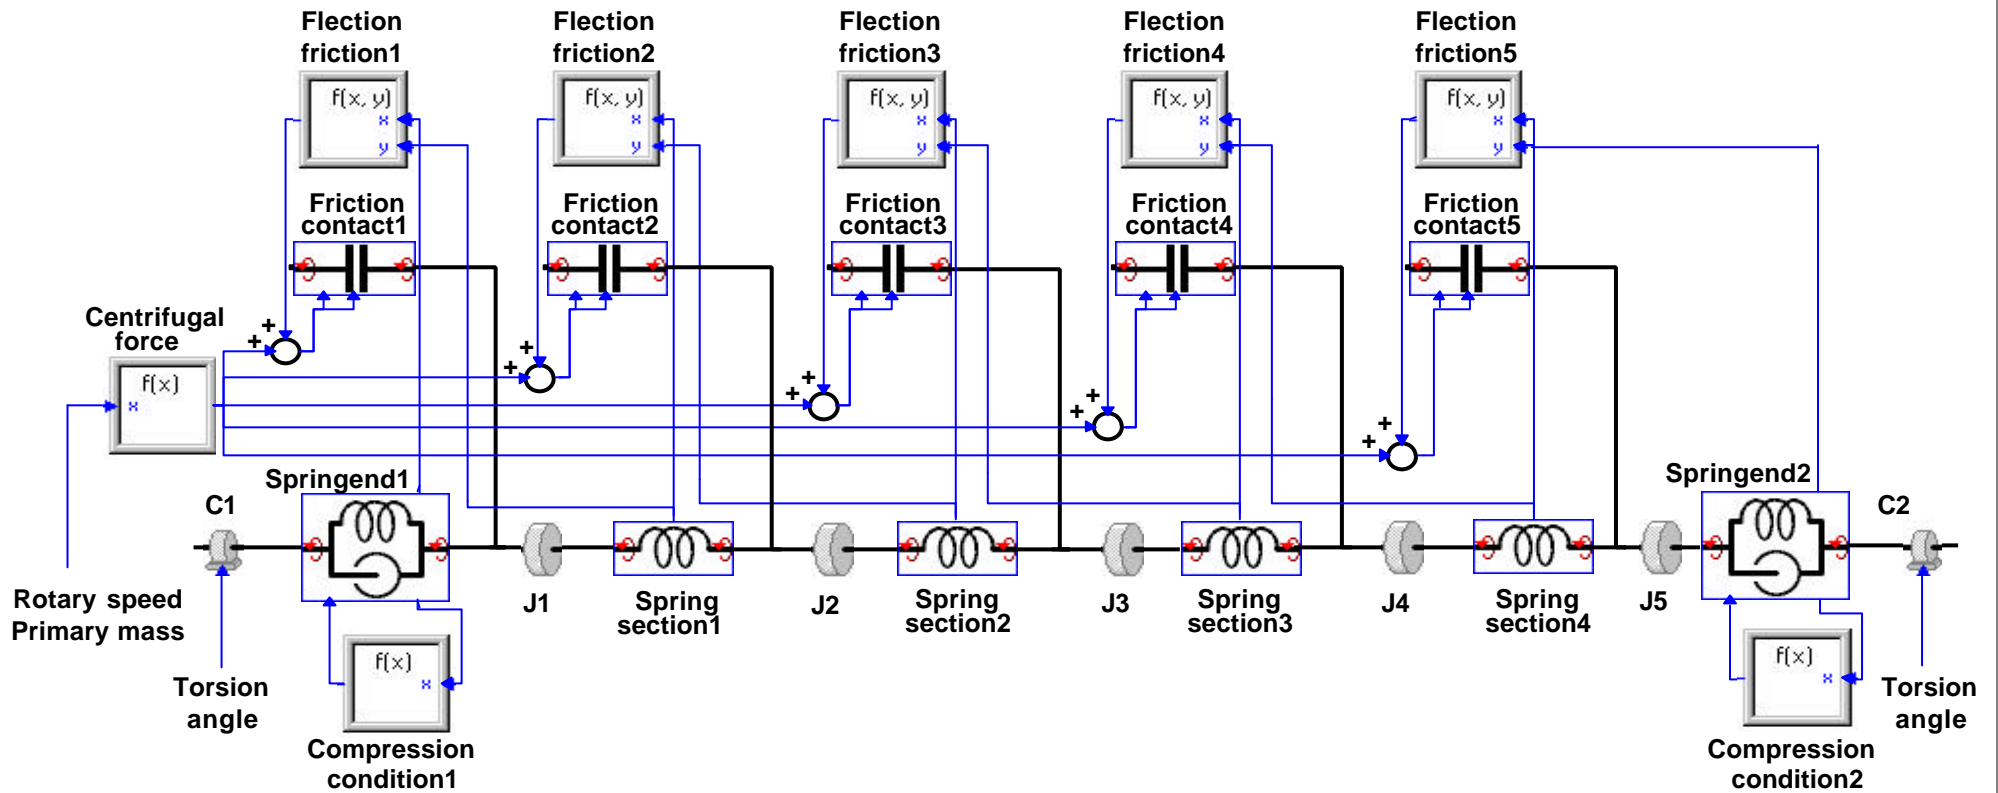 Flection
friction1
Flection
friction2
Flection
friction3
Flection
friction4
Flection
friction5
f(x, y)
x
y
f(x, y)
x
y
f(x, y)
x
y
f(x, y)
x
y
f(x, y)
x
y
Friction
contact1
Friction
contact2
Friction
contact3
Friction
contact4
Friction
contact5
Centrifugal
force
f(x)
x
+
+
+
+
+
+
+
+
+
+
Springend1
Springend2
C1
C2
J1
Spring
section1
J2
Spring
section2
J3
Spring
section3
J4
Spring
section4
J5
Rotary speed
Primary mass
Torsion
angle
f(x)
x
Compression
condition1
f(x)
x
Compression
condition2
Torsion
angle